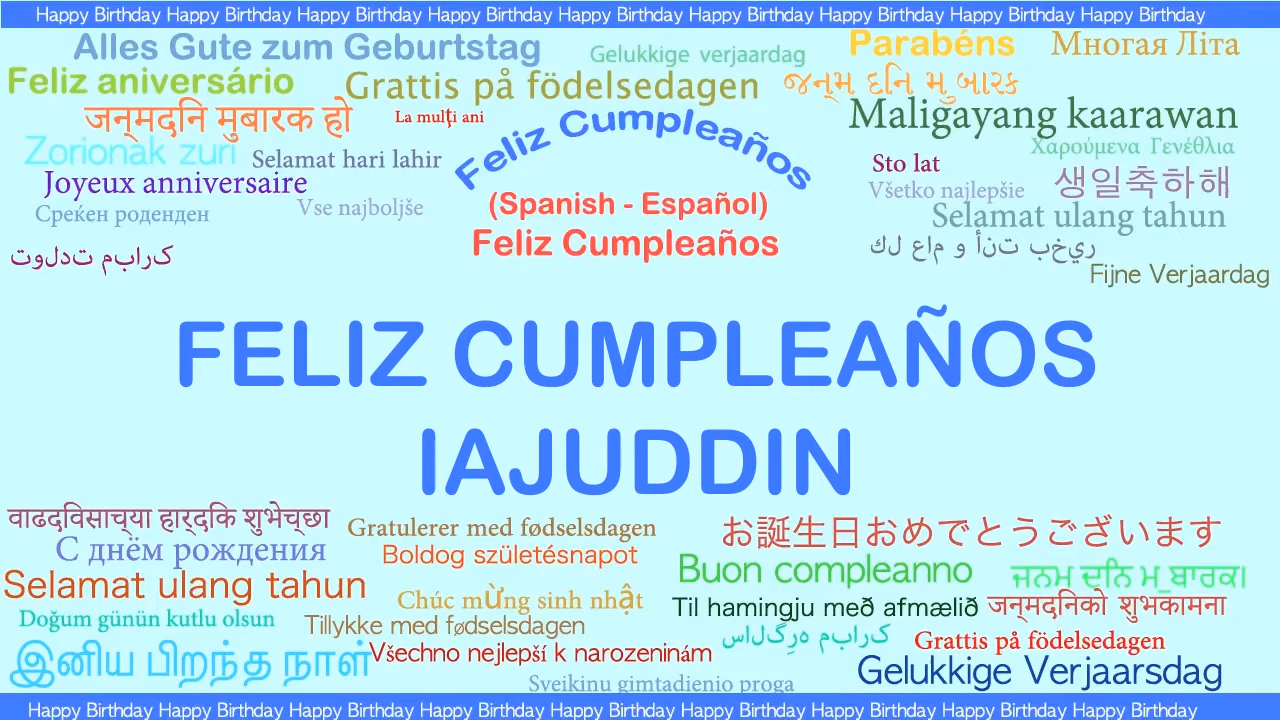 Happy Birthday Happy Birthday Happy Birthday Happy Birthday Happy Birthday Happy Birthday Happy Birthday Happy Birthday Happy Birthday
Alles Gute zum Geburtstag
Gelukkige verjaardag
Parabéns
Многая Літа
Feliz aniversário
Grattis på födelsedagen
જન્મ દિન મુબારક
जन्मदिन मुबारक हो
La mulţi ani
Feliz Cumpleaños
Maligayang kaarawan
Zorionak zuri
Selamat hari lahir
Sto lat
Χαρούμενα Γενέθλια
Joyeux anniversaire
(Spanish - Español)
Všetko najlepšie
생일축하해
Среќен роденден
Vse najboljše
Selamat ulang tahun
Feliz Cumpleaños
كل عام و أنت بخير
تولدت مبارک
Fijne Verjaardag
FELIZ CUMPLEAÑOS
IAJUDDIN
वाढदिवसाच्या हार्दिक शुभेच्छा
Gratulerer med fødselsdagen
お誕生日おめでとうございます
С днём рождения
Boldog születésnapot
Buon compleanno
ਜਨਮ ਦਿਨ ਮੁਬਾਰਕ।
Selamat ulang tahun
Chúc mừng sinh nhật
Til hamingju með afmælið
जन्मदिनको शुभकामना
Doğum günün kutlu olsun
Tillykke med fødselsdagen
سالگرہ مبارک
Grattis på födelsedagen
இனிய பிறந்த நாள்
Všechno nejlepší k narozeninám
Gelukkige Verjaarsdag
Sveikinu gimtadienio proga
Happy Birthday Happy Birthday Happy Birthday Happy Birthday Happy Birthday Happy Birthday Happy Birthday Happy Birthday Happy Birthday